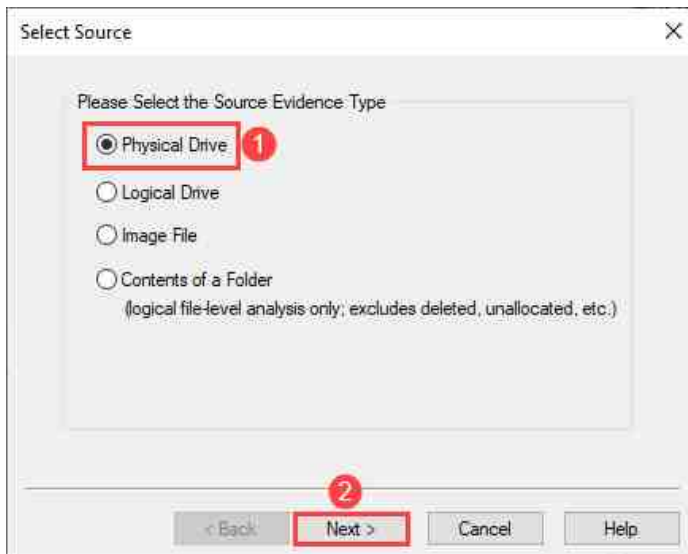 Select Source
Please Select the Source Evidence Type
Physical Drive 1
Logical Drive
Image File
Contents of a Folder
(logical file-level analysis only; excludes deleted, unallocated, etc.)
2
< Back Next > Cancel Help